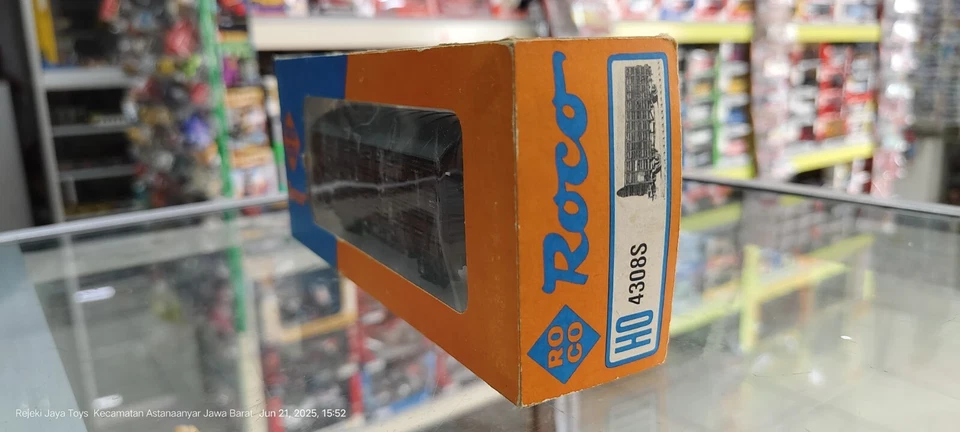 Roco
RO
CO
HO 4308S
Rejeki Jaya Toys Kecamatan Astanaanyar Jawa Barat, Jun 21, 2025, 15:52